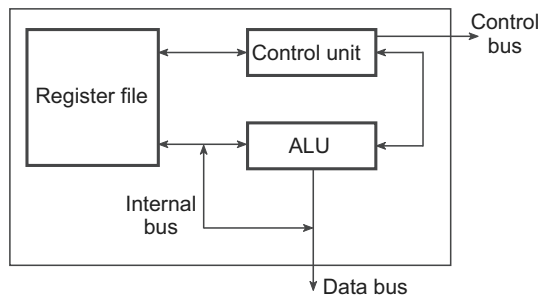 Control
bus
Register file
Control unit
ALU
Internal
bus
Data bus